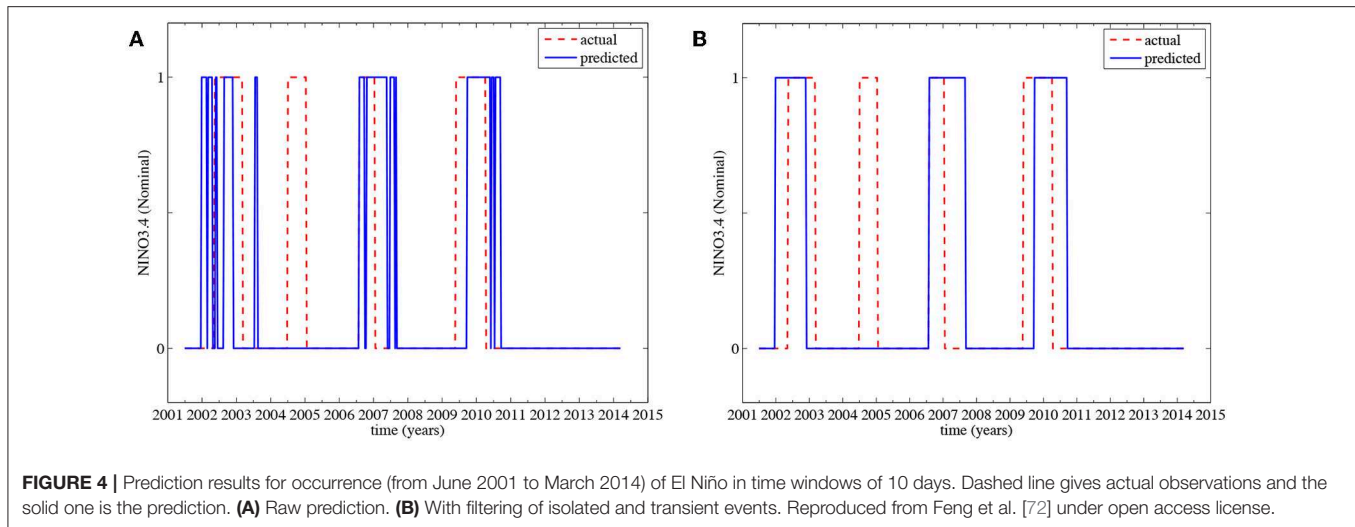 A
actual
predicted
1
NINO3.4 (Nominal)
0
2001 2002 2003 2004 2005 2006 2007 2008 2009 2010 2011 2012 2013 2014 2015
time (years)
B
actual
predicted
1
NINO3.4 (Nominal)
0
2001 2002 2003 2004 2005 2006 2007 2008 2009 2010 2011 2012 2013 2014 2015
time (years)
FIGURE 4 | Prediction results for occurrence (from June 2001 to March 2014) of El Niño in time windows of 10 days. Dashed line gives actual observations and the
solid one is the prediction. (A) Raw prediction. (B) With filtering of isolated and transient events. Reproduced from Feng et al. [72] under open access license.